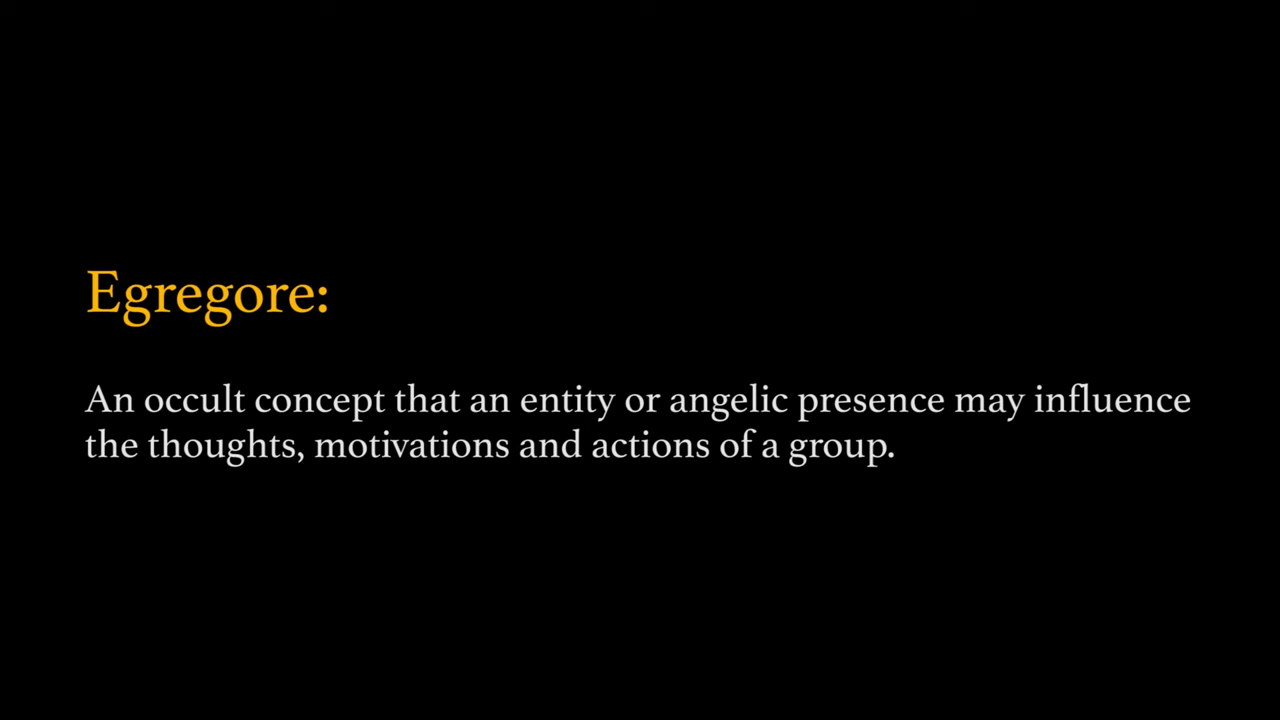 Egregore:
An occult concept that an entity or angelic presence may influence
the thoughts, motivations and actions of a group.